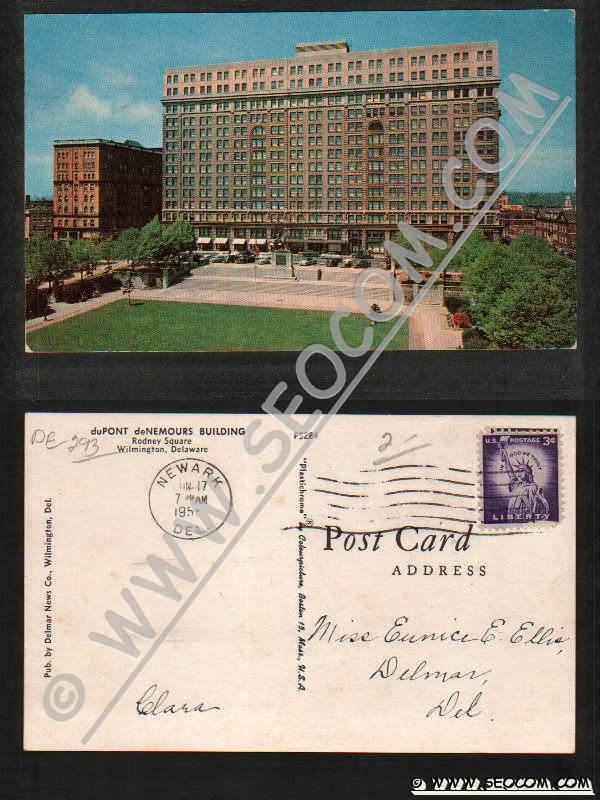 © WWW.SEOCOM.COM
DE
293
duPONT deNEMOURS BUILDING
Rodney Square
Wilmington, Delaware
PS284
2-
U.S. POSTAGE 3¢
IN GOD WE TRUST
LIBERTY
NEWARK
17
7 AM
195
DEL.
Post Card
ADDRESS
Pub. by Delmar News Co., Wilmington, Del.
"Plastichrome" ® by Colourpicture, Boston 15, Mass., U.S.A.
Miss Eunice E. Ellis,
Delmar,
Del.
Clara
© WWW.SEOCOM.COM